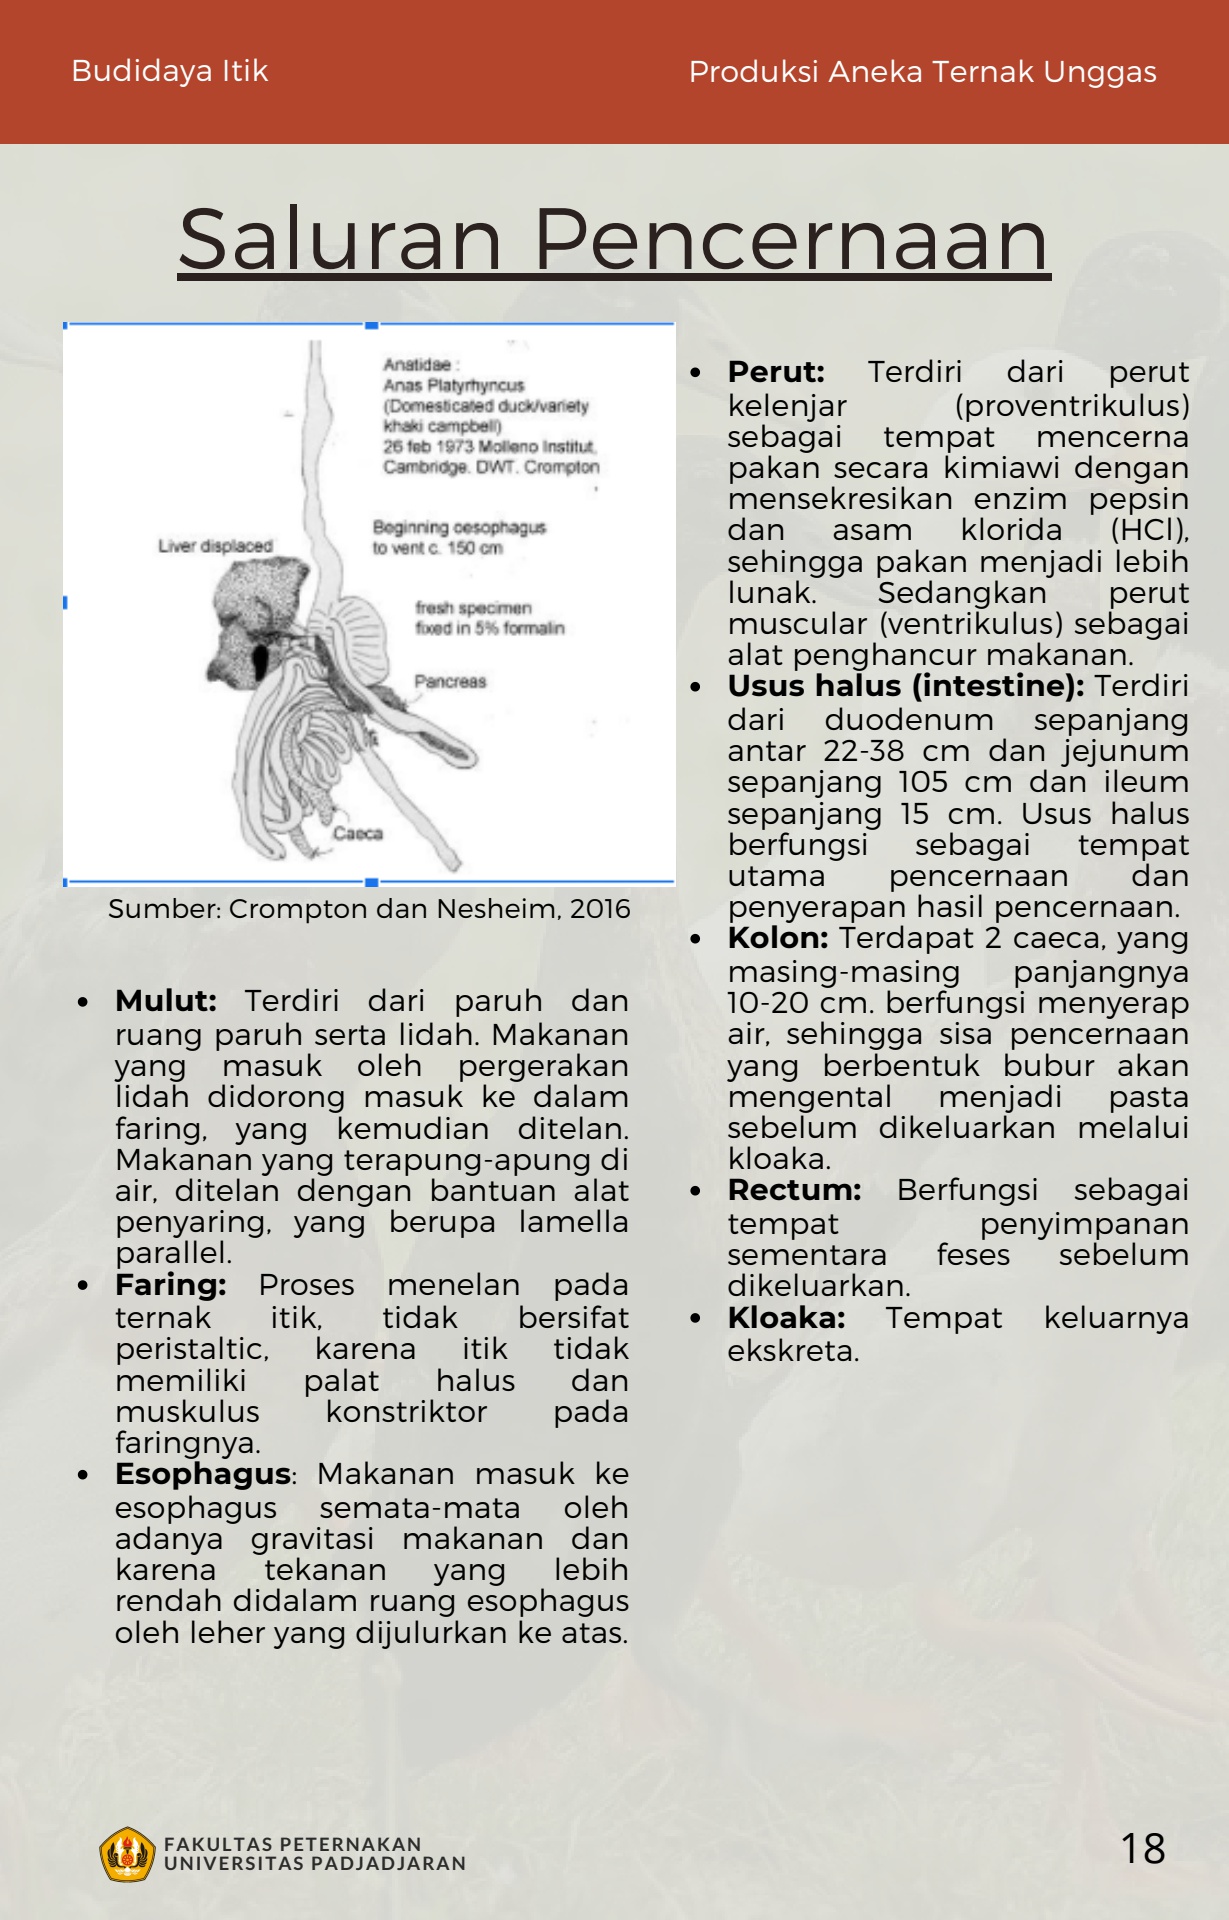 Budidaya Itik
Produksi Aneka Ternak Unggas
Saluran Pencernaan
Anatidae :
Anas Platyrhyncus
(Domesticated duck/variety
khaki campbell)
26 feb 1973 Molleno Institut,
Cambridge. DWT. Crompton
Beginning oesophagus
to vent c. 150 cm
Liver displaced
fresh specimen
fixed in 5% formalin
Pancreas
Caeca
Sumber: Crompton dan Nesheim, 2016
• Mulut: Terdiri dari paruh dan
ruang paruh serta lidah. Makanan
yang masuk oleh pergerakan
lidah didorong masuk ke dalam
faring, yang kemudian ditelan.
Makanan yang terapung-apung di
air, ditelan dengan bantuan alat
penyaring, yang berupa lamella
parallel.
• Faring: Proses menelan pada
ternak itik, tidak bersifat
peristaltic, karena itik tidak
memiliki palat halus dan
muskulus konstriktor pada
faringnya.
• Esophagus: Makanan masuk ke
esophagus semata-mata oleh
adanya gravitasi makanan dan
karena tekanan yang lebih
rendah didalam ruang esophagus
oleh leher yang dijulurkan ke atas.
• Perut: Terdiri dari perut
kelenjar (proventrikulus)
sebagai tempat mencerna
pakan secara kimiawi dengan
mensekresikan enzim pepsin
dan asam klorida (HCl),
sehingga pakan menjadi lebih
lunak. Sedangkan perut
muscular (ventrikulus) sebagai
alat penghancur makanan.
• Usus halus (intestine): Terdiri
dari duodenum sepanjang
antar 22-38 cm dan jejunum
sepanjang 105 cm dan ileum
sepanjang 15 cm. Usus halus
berfungsi sebagai tempat
utama pencernaan dan
penyerapan hasil pencernaan.
• Kolon: Terdapat 2 caeca, yang
masing-masing panjangnya
10-20 cm. berfungsi menyerap
air, sehingga sisa pencernaan
yang berbentuk bubur akan
mengental menjadi pasta
sebelum dikeluarkan melalui
kloaka.
• Rectum: Berfungsi sebagai
tempat penyimpanan
sementara feses sebelum
dikeluarkan.
• Kloaka: Tempat keluarnya
ekskreta.
FAKULTAS PETERNAKAN
UNIVERSITAS PADJADJARAN
18